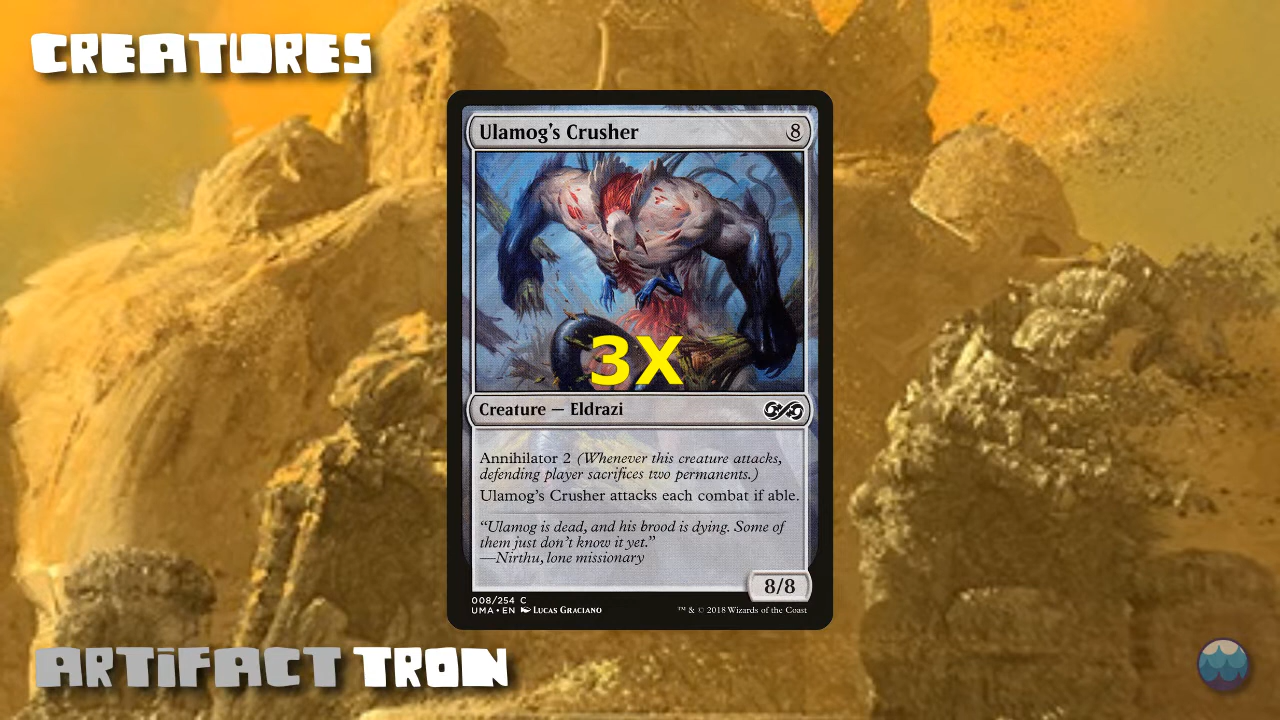 CREATURES
Ulamog's Crusher 8
3X
Creature — Eldrazi
Annihilator 2 (Whenever this creature attacks,
defending player sacrifices two permanents.)
Ulamog's Crusher attacks each combat if able.
"Ulamog is dead, and his brood is dying. Some of
them just don't know it yet."
—Nirthu, lone missionary
8/8
008/254 C
UMA • EN Lucas Graciano
™ & © 2018 Wizards of the Coast
ARTiFACT TRON